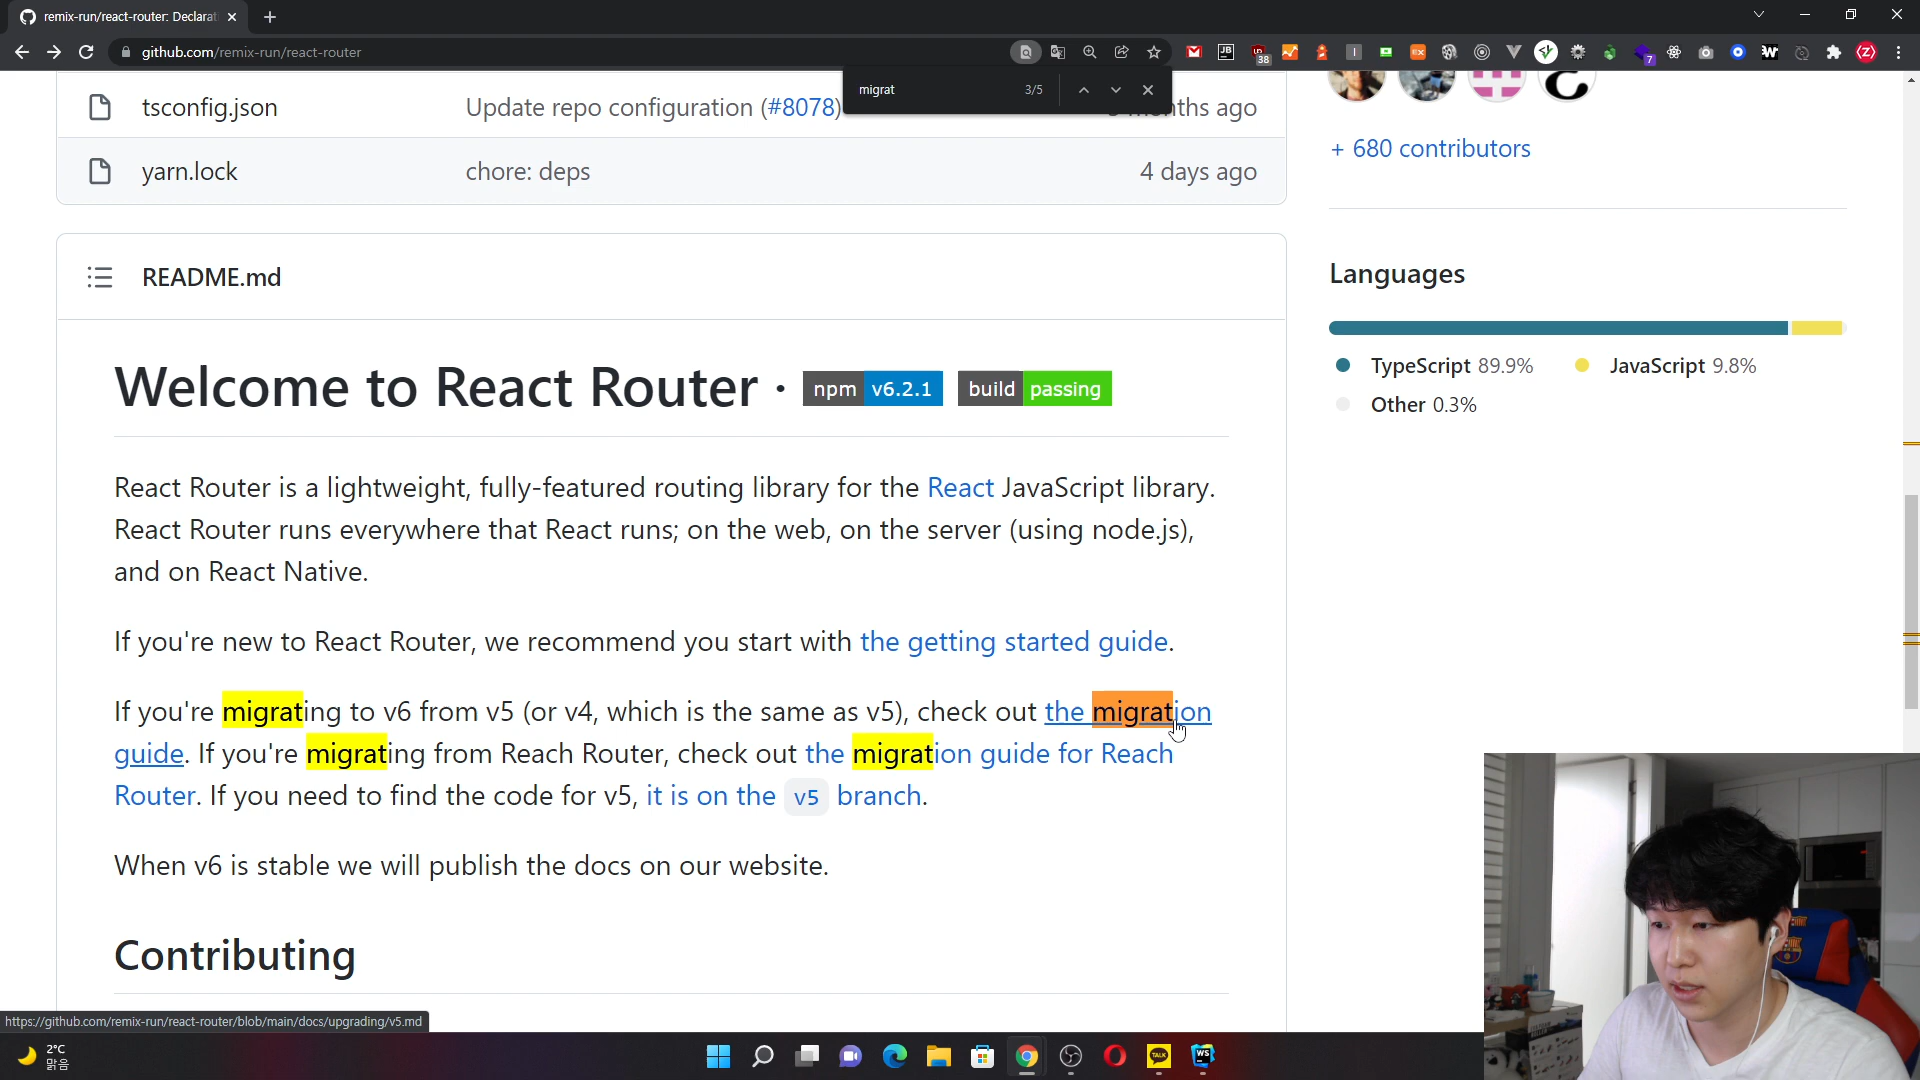 remix-run/react-router: Declarat
github.com/remix-run/react-router
38
7
migrat
3/5
tsconfig.json
Update repo configuration (#8078)
ths ago
yarn.lock
chore: deps
4 days ago
+ 680 contributors
README.md
Languages
TypeScript 89.9%
JavaScript 9.8%
Other 0.3%
Welcome to React Router · npm v6.2.1 build passing
React Router is a lightweight, fully-featured routing library for the React JavaScript library.
React Router runs everywhere that React runs; on the web, on the server (using node.js),
and on React Native.
If you're new to React Router, we recommend you start with the getting started guide.
If you're migrating to v6 from v5 (or v4, which is the same as v5), check out the migration
guide. If you're migrating from Reach Router, check out the migration guide for Reach
Router. If you need to find the code for v5, it is on the v5 branch.
When v6 is stable we will publish the docs on our website.
Contributing
https://github.com/remix-run/react-router/blob/main/docs/upgrading/v5.md
2°C
맑음
TALK
WS